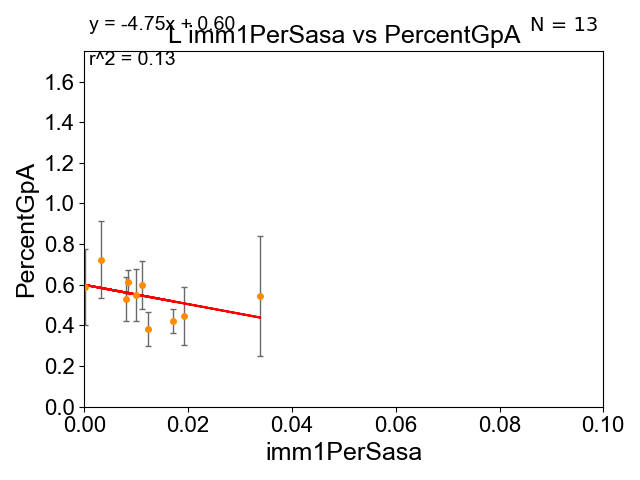 y = -4.75x + 0.60
N = 13
L imm1PerSasa vs PercentGpA
r^2 = 0.13
1.6
1.4
1.2
1.0
0.8
0.6
0.4
0.2
0.0
PercentGpA
0.00 0.02 0.04 0.06 0.08 0.10
imm1PerSasa